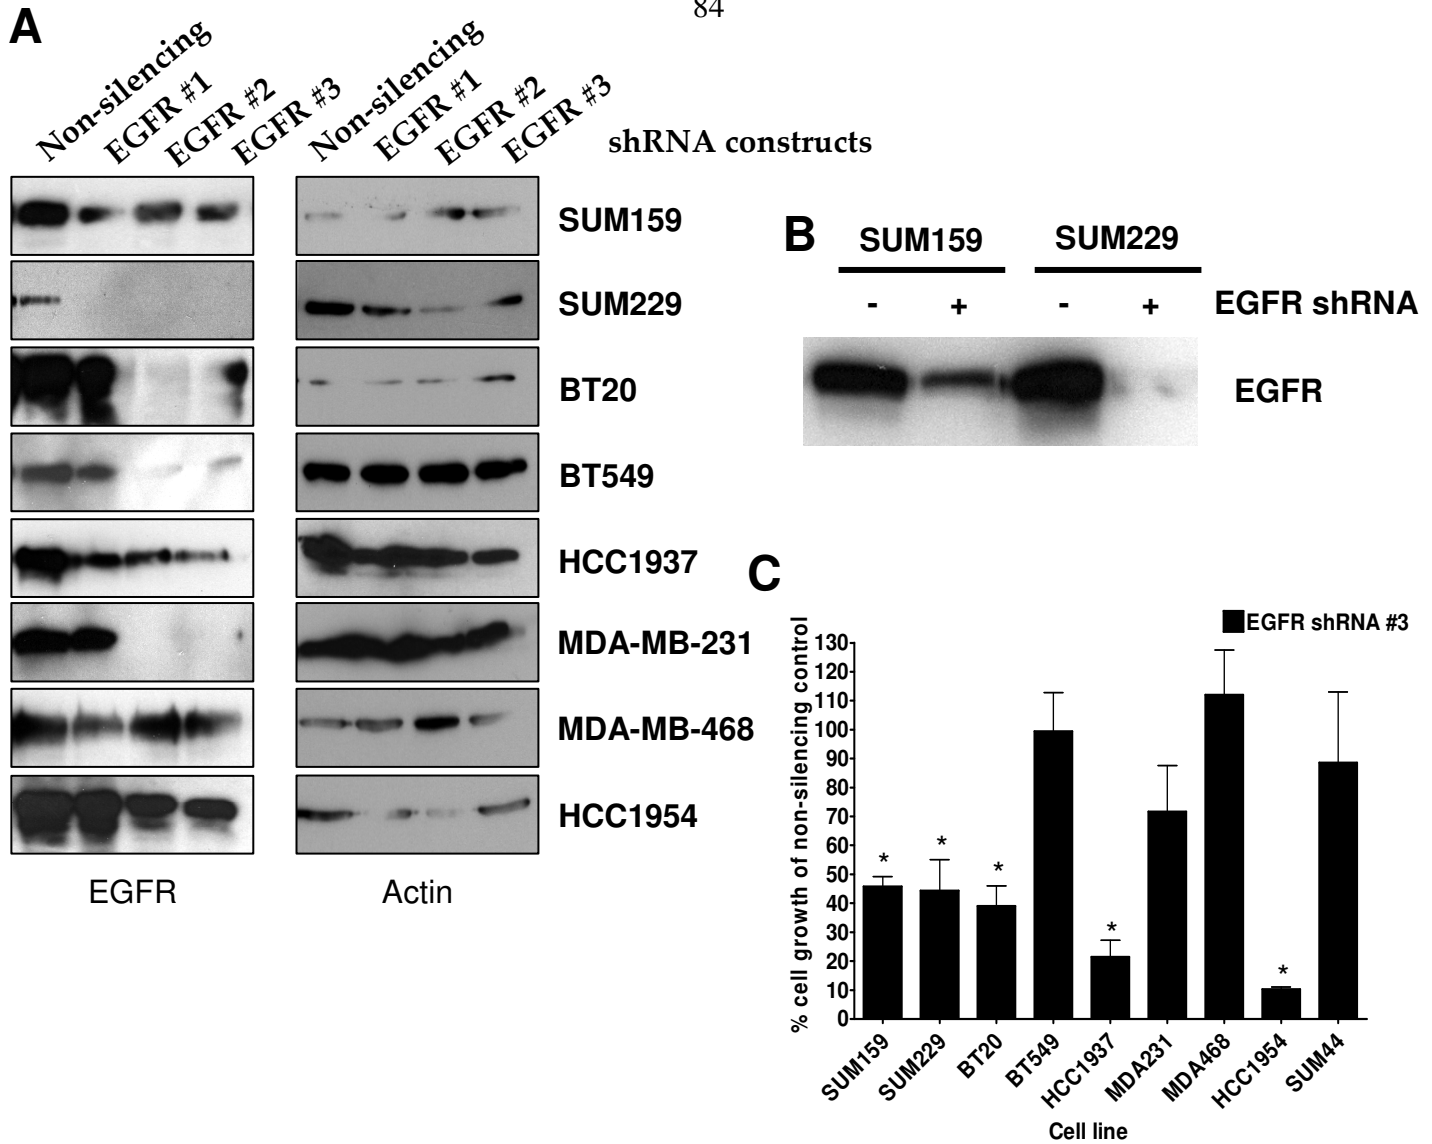 84
A
Non-silencing
EGFR #1
EGFR #2
EGFR #3
Non-silencing
EGFR #1
EGFR #2
EGFR #3
shRNA constructs
SUM159
SUM229
BT20
BT549
HCC1937
MDA-MB-231
MDA-MB-468
HCC1954
EGFR
Actin
B
SUM159
SUM229
- + - +
EGFR shRNA
EGFR
C
EGFR shRNA #3
% cell growth of non-silencing control
130
120
110
100
90
80
70
60
50
40
30
20
10
0
* * * * *
SUM159
SUM229
BT20
BT549
HCC1937
MDA231
MDA468
HCC1954
SUM44
Cell line